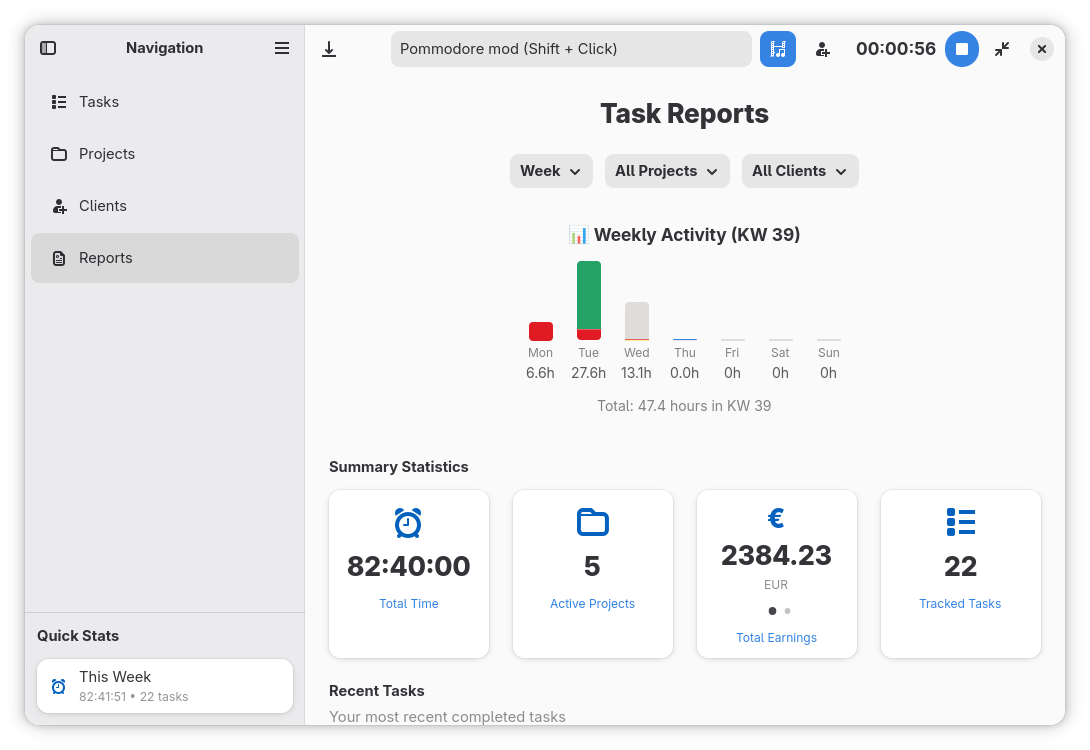 Navigation
Pommodore mod (Shift + Click)
00:00:56
Tasks
Projects
Clients
Reports
Task Reports
Week
All Projects
All Clients
Weekly Activity (KW 39)
Mon Tue Wed Thu Fri Sat Sun
6.6h 27.6h 13.1h 0.0h 0h 0h 0h
Total: 47.4 hours in KW 39
Summary Statistics
82:40:00
Total Time
5
Active Projects
€
2384.23
EUR
Total Earnings
22
Tracked Tasks
Quick Stats
This Week
82:41:51 • 22 tasks
Recent Tasks
Your most recent completed tasks